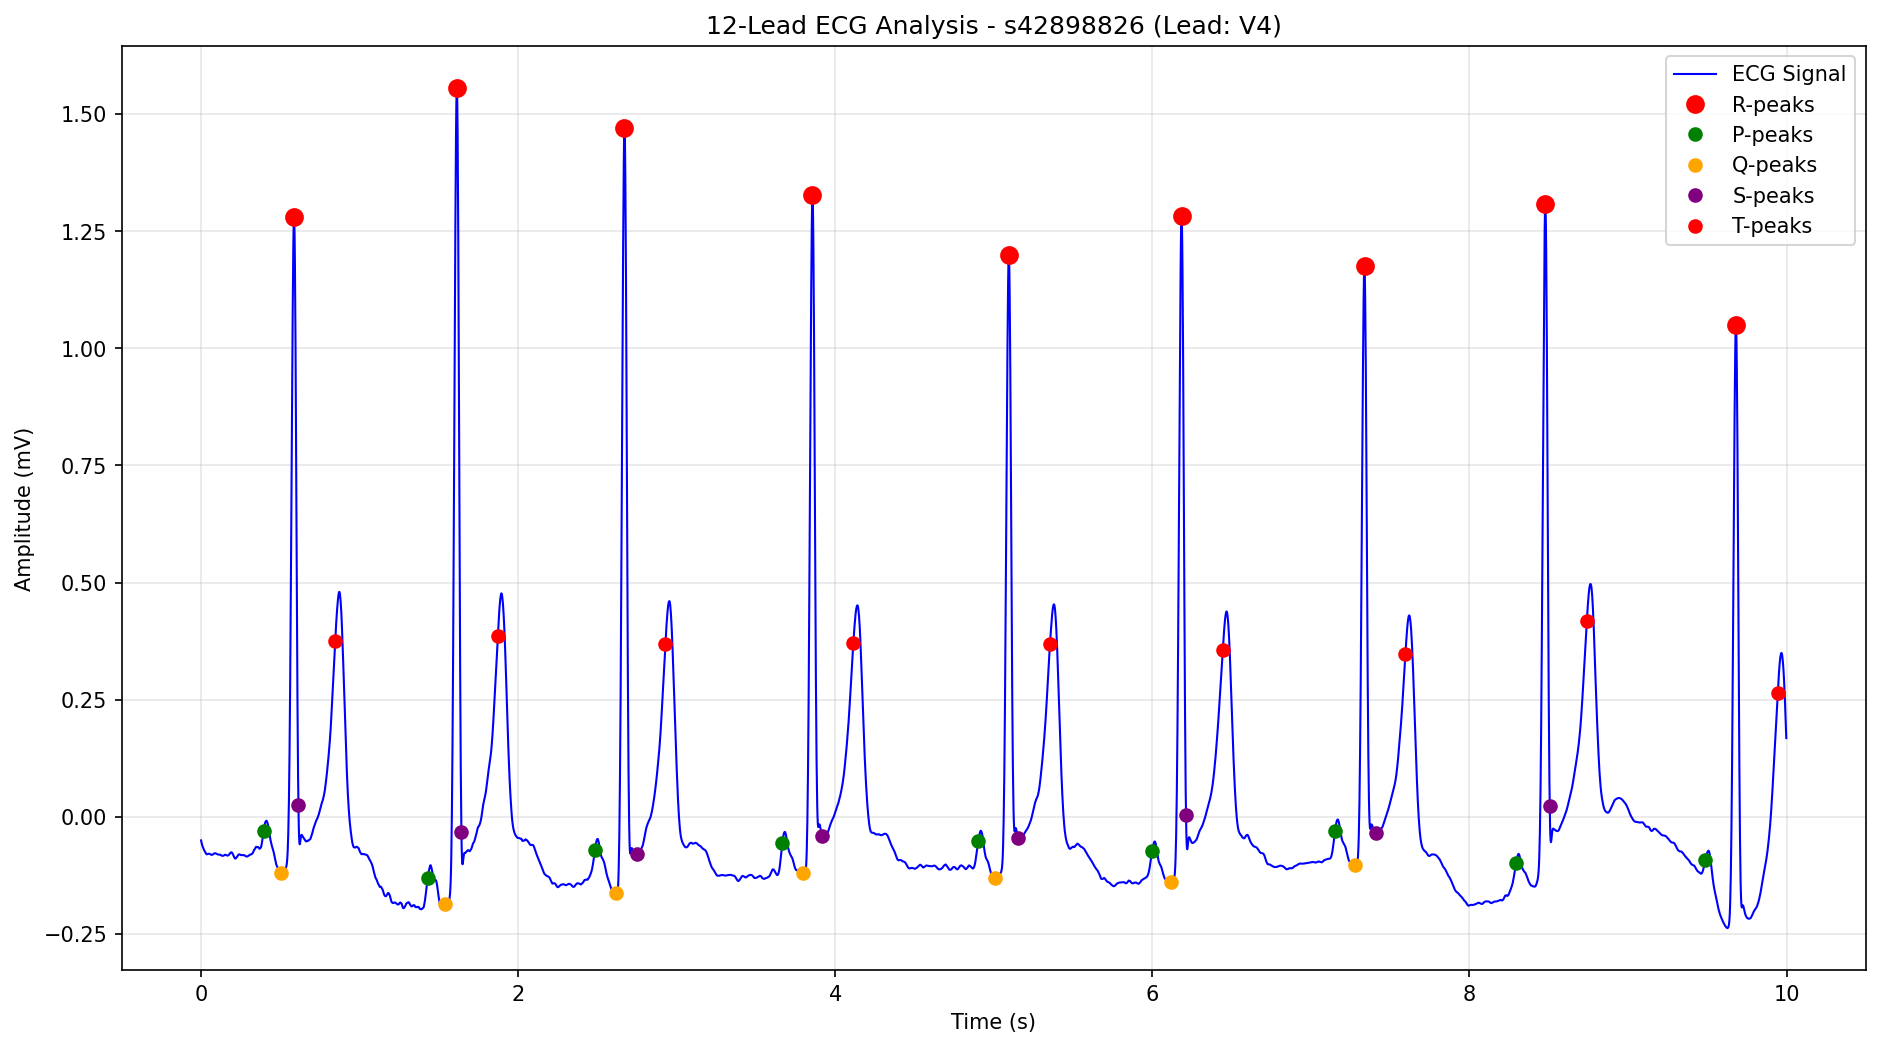 12-Lead ECG Analysis - s42898826 (Lead: V4)
ECG Signal
R-peaks
P-peaks
Q-peaks
S-peaks
T-peaks
Amplitude (mV)
1.50
1.25
1.00
0.75
0.50
0.25
0.00
−0.25
0 2 4 6 8 10
Time (s)